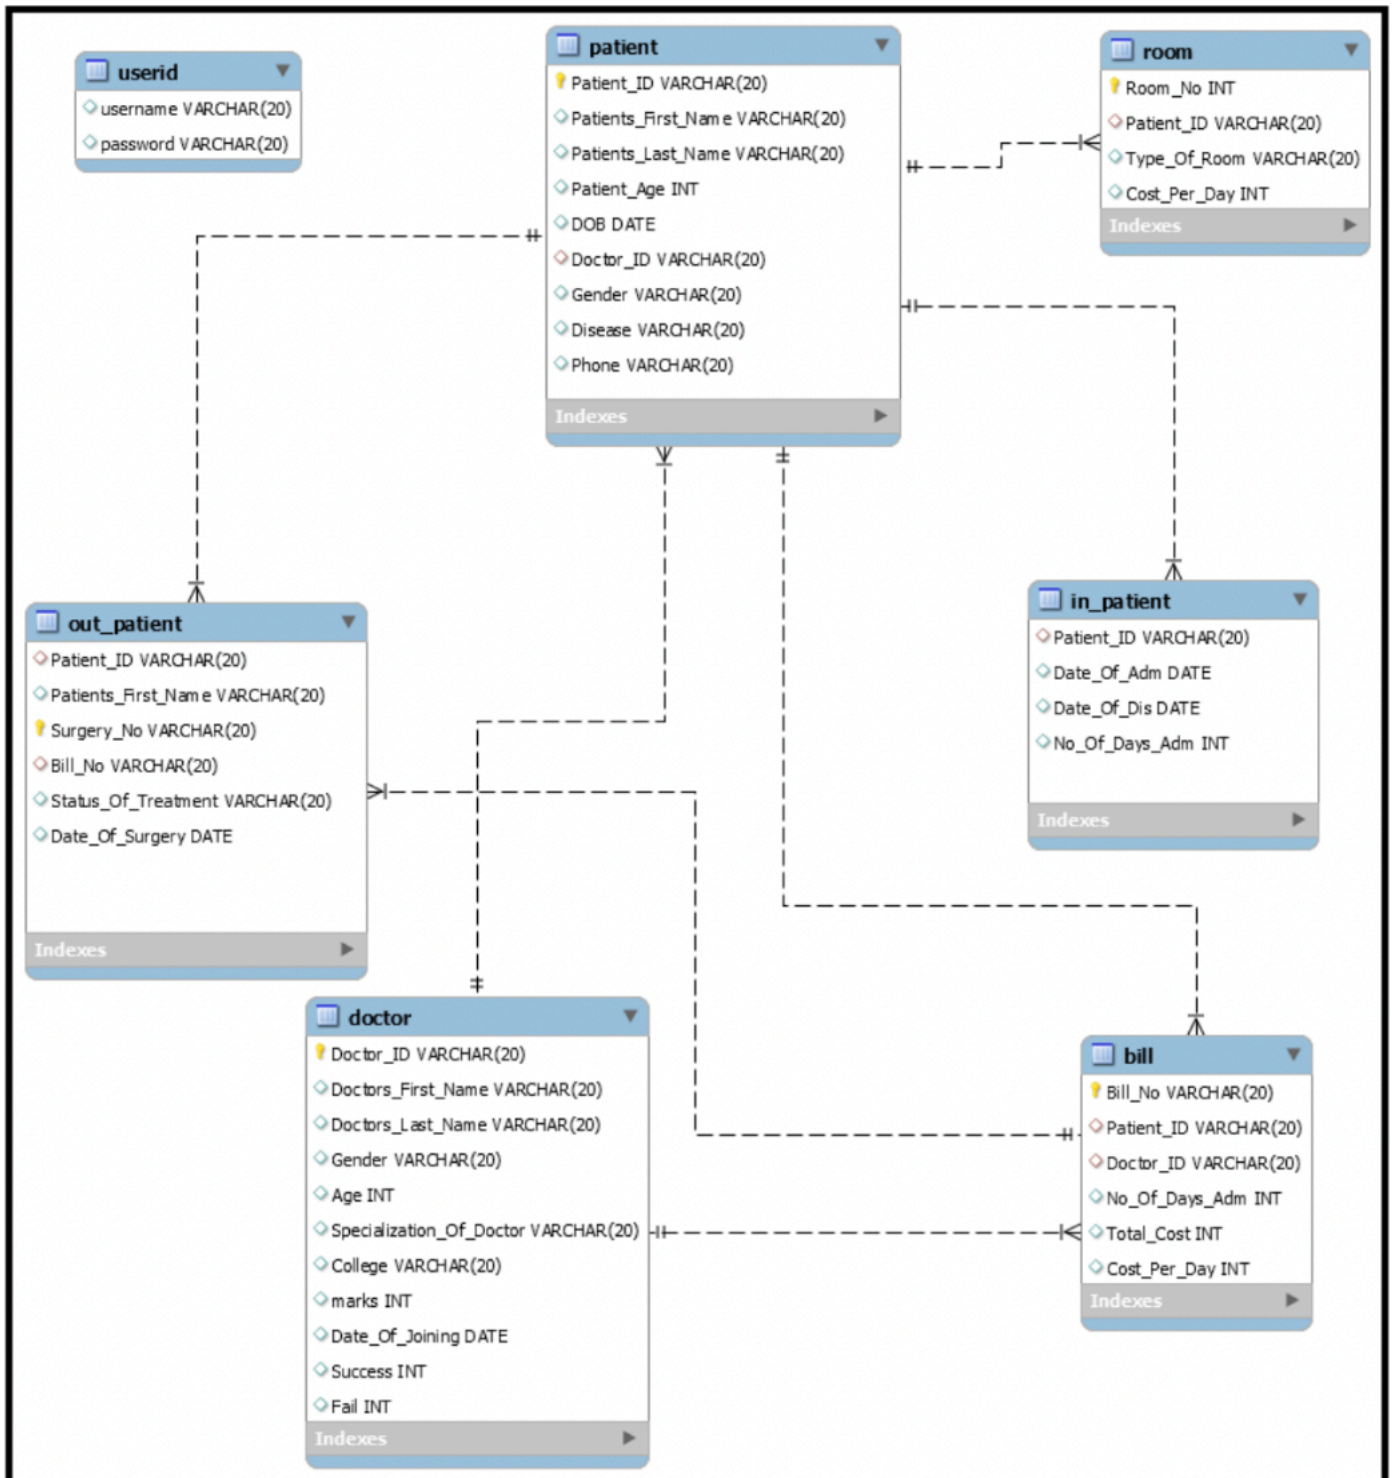 userid
username VARCHAR(20)
password VARCHAR(20)
patient
Patient_ID VARCHAR(20)
Patients_First_Name VARCHAR(20)
Patients_Last_Name VARCHAR(20)
Patient_Age INT
DOB DATE
Doctor_ID VARCHAR(20)
Gender VARCHAR(20)
Disease VARCHAR(20)
Phone VARCHAR(20)
Indexes
room
Room_No INT
Patient_ID VARCHAR(20)
Type_Of_Room VARCHAR(20)
Cost_Per_Day INT
Indexes
out_patient
Patient_ID VARCHAR(20)
Patients_First_Name VARCHAR(20)
Surgery_No VARCHAR(20)
Bill_No VARCHAR(20)
Status_Of_Treatment VARCHAR(20)
Date_Of_Surgery DATE
Indexes
in_patient
Patient_ID VARCHAR(20)
Date_Of_Adm DATE
Date_Of_Dis DATE
No_Of_Days_Adm INT
Indexes
doctor
Doctor_ID VARCHAR(20)
Doctors_First_Name VARCHAR(20)
Doctors_Last_Name VARCHAR(20)
Gender VARCHAR(20)
Age INT
Specialization_Of_Doctor VARCHAR(20)
College VARCHAR(20)
marks INT
Date_Of_Joining DATE
Success INT
Fail INT
Indexes
bill
Bill_No VARCHAR(20)
Patient_ID VARCHAR(20)
Doctor_ID VARCHAR(20)
No_Of_Days_Adm INT
Total_Cost INT
Cost_Per_Day INT
Indexes